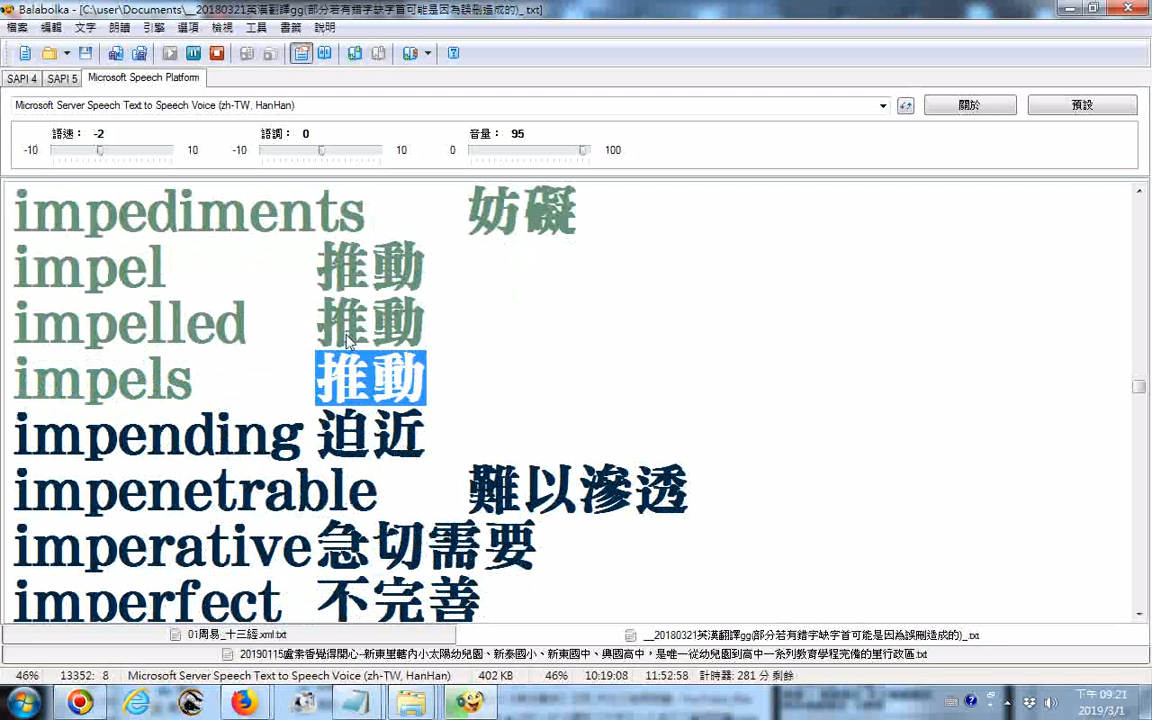 Balabolka - [C:\user\Documents\__20180321英漢翻譯gg(部分若有錯字缺字首可能是因為誤刪造成的)_.txt]
檔案 編輯 文字 朗讀 引擎 選項 檢視 工具 書籤 說明
SAPI 4 SAPI 5 Microsoft Speech Platform
Microsoft Server Speech Text to Speech Voice (zh-TW, HanHan) 關於 預設
語速： -2 語調： 0 音量： 95
-10 10 -10 10 0 100
impediments 妨礙
impel 推動
impelled 推動
impels 推動
impending 迫近
impenetrable 難以滲透
imperative 急切需要
imperfect 不完善
01周易_十三經.xml.txt __20180321英漢翻譯gg(部分若有錯字缺字首可能是因為誤刪造成的)_.txt
20190115盧素香覺得開心-新東里轄內小太陽幼兒園、新泰國小、新東國中、興國高中，是唯一從幼兒園到高中一系列教育學程完備的里行政區.txt
46% 13352: 8 Microsoft Server Speech Text to Speech Voice (zh-TW, HanHan) 402 KB 46% 10:19:08 11:52:58 計時器: 281 分 剩餘
下午 09:21
2019/3/1